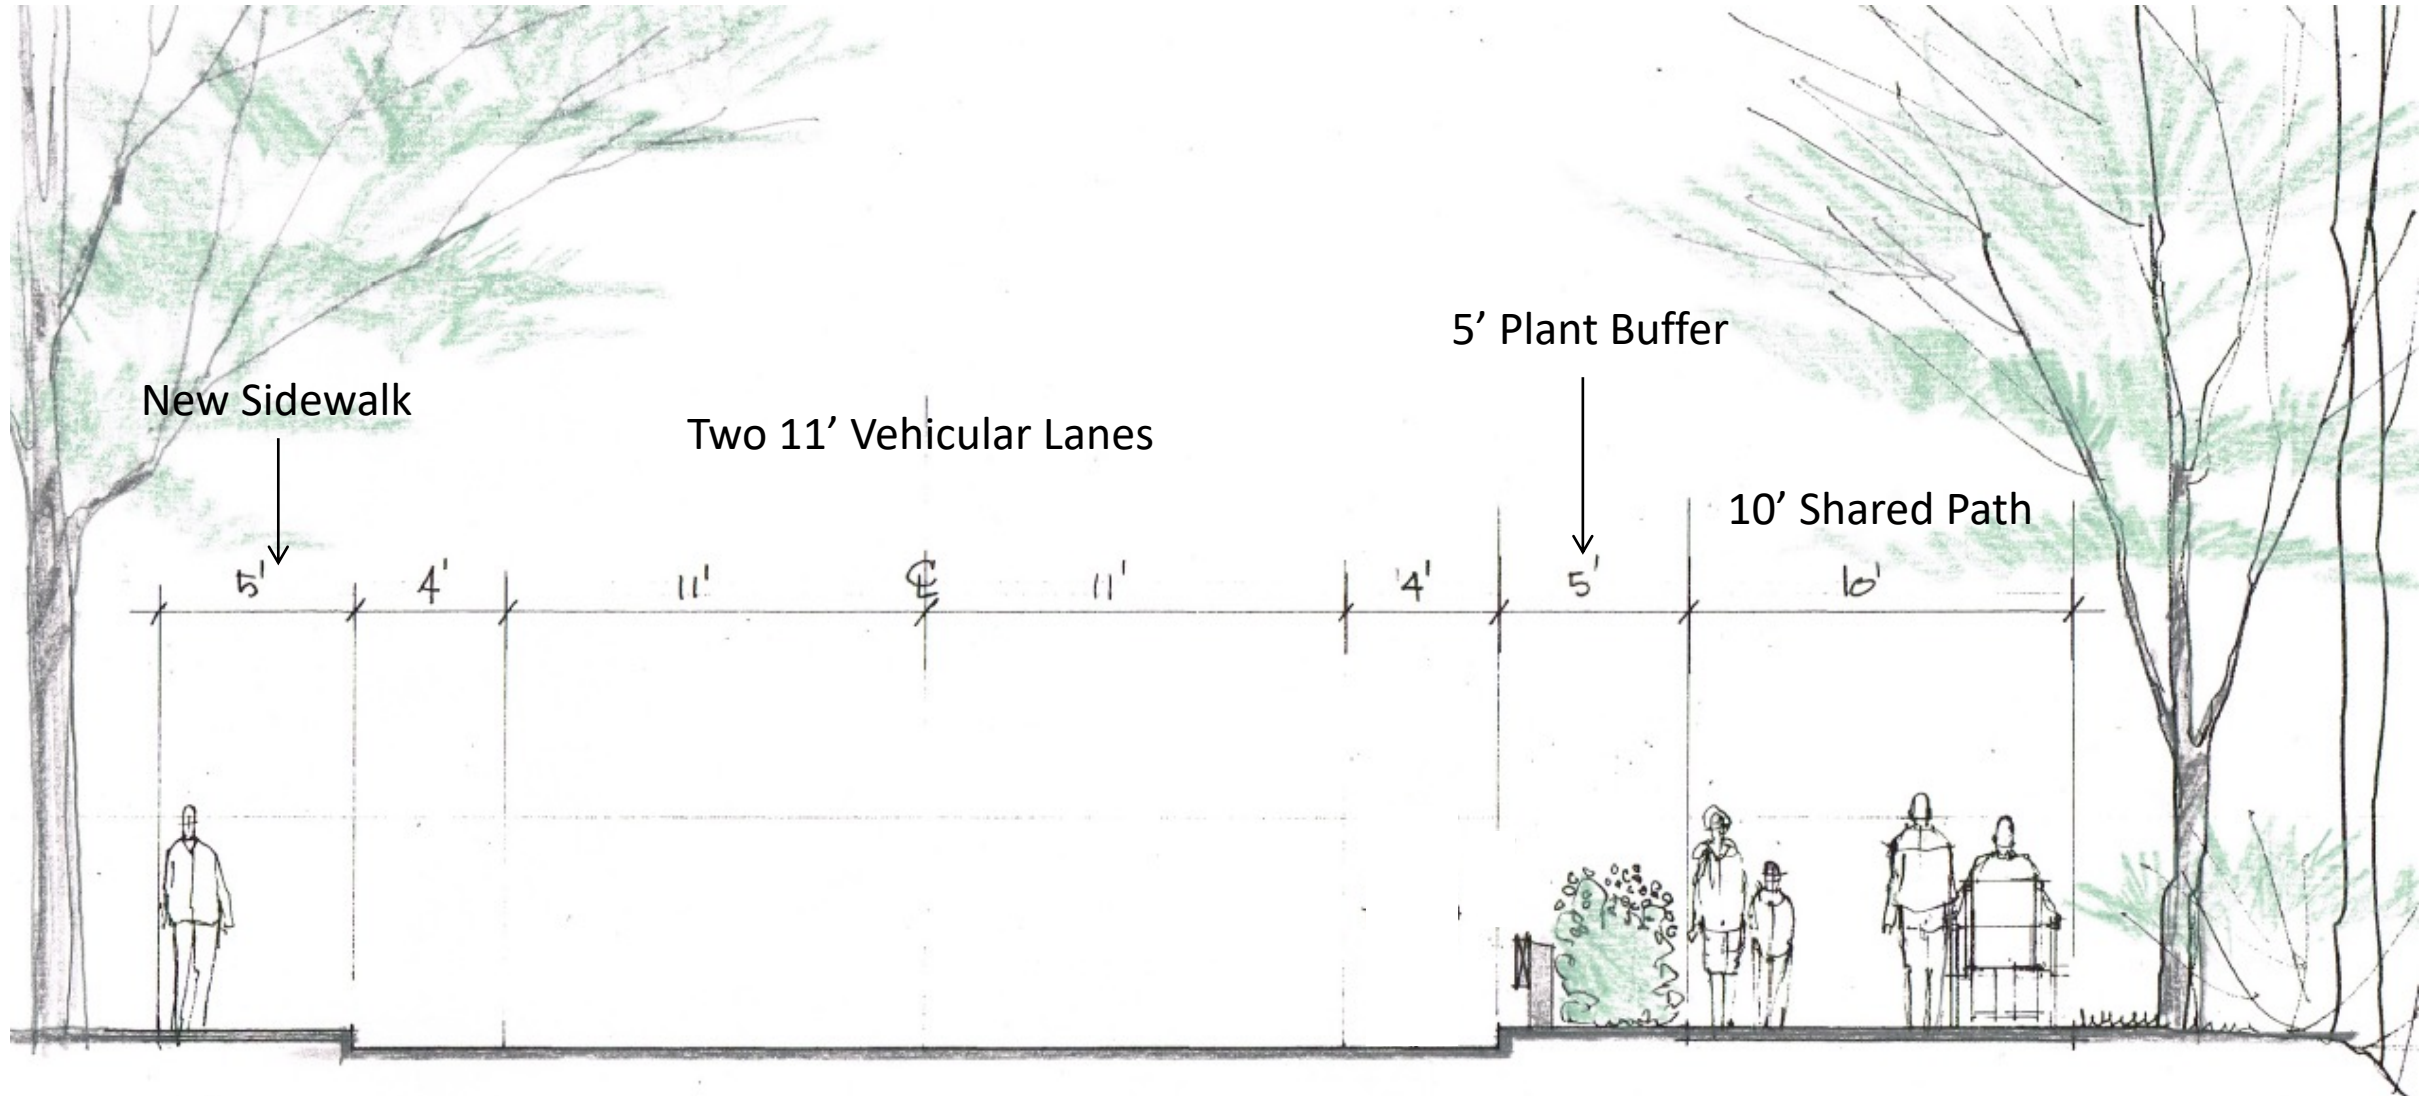 5’ Plant Buffer
New Sidewalk
Two 11’ Vehicular Lanes
10’ Shared Path
5' 4' 11' ℄ 11' 4' 5' 10'